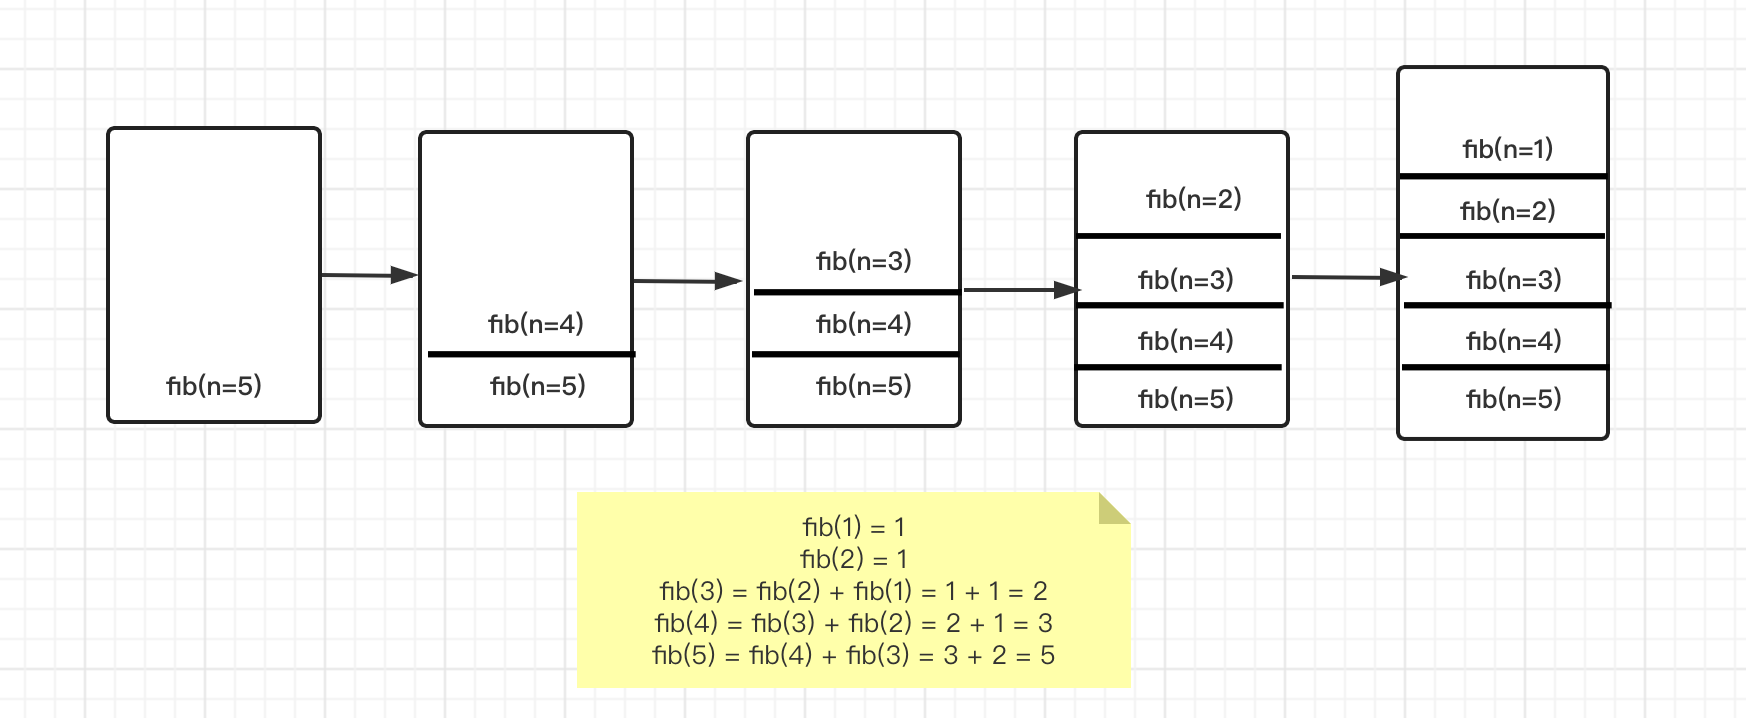 fib(n=5)
fib(n=4)
fib(n=5)
fib(n=3)
fib(n=4)
fib(n=5)
fib(n=2)
fib(n=3)
fib(n=4)
fib(n=5)
fib(n=1)
fib(n=2)
fib(n=3)
fib(n=4)
fib(n=5)
fib(1) = 1
fib(2) = 1
fib(3) = fib(2) + fib(1) = 1 + 1 = 2
fib(4) = fib(3) + fib(2) = 2 + 1 = 3
fib(5) = fib(4) + fib(3) = 3 + 2 = 5